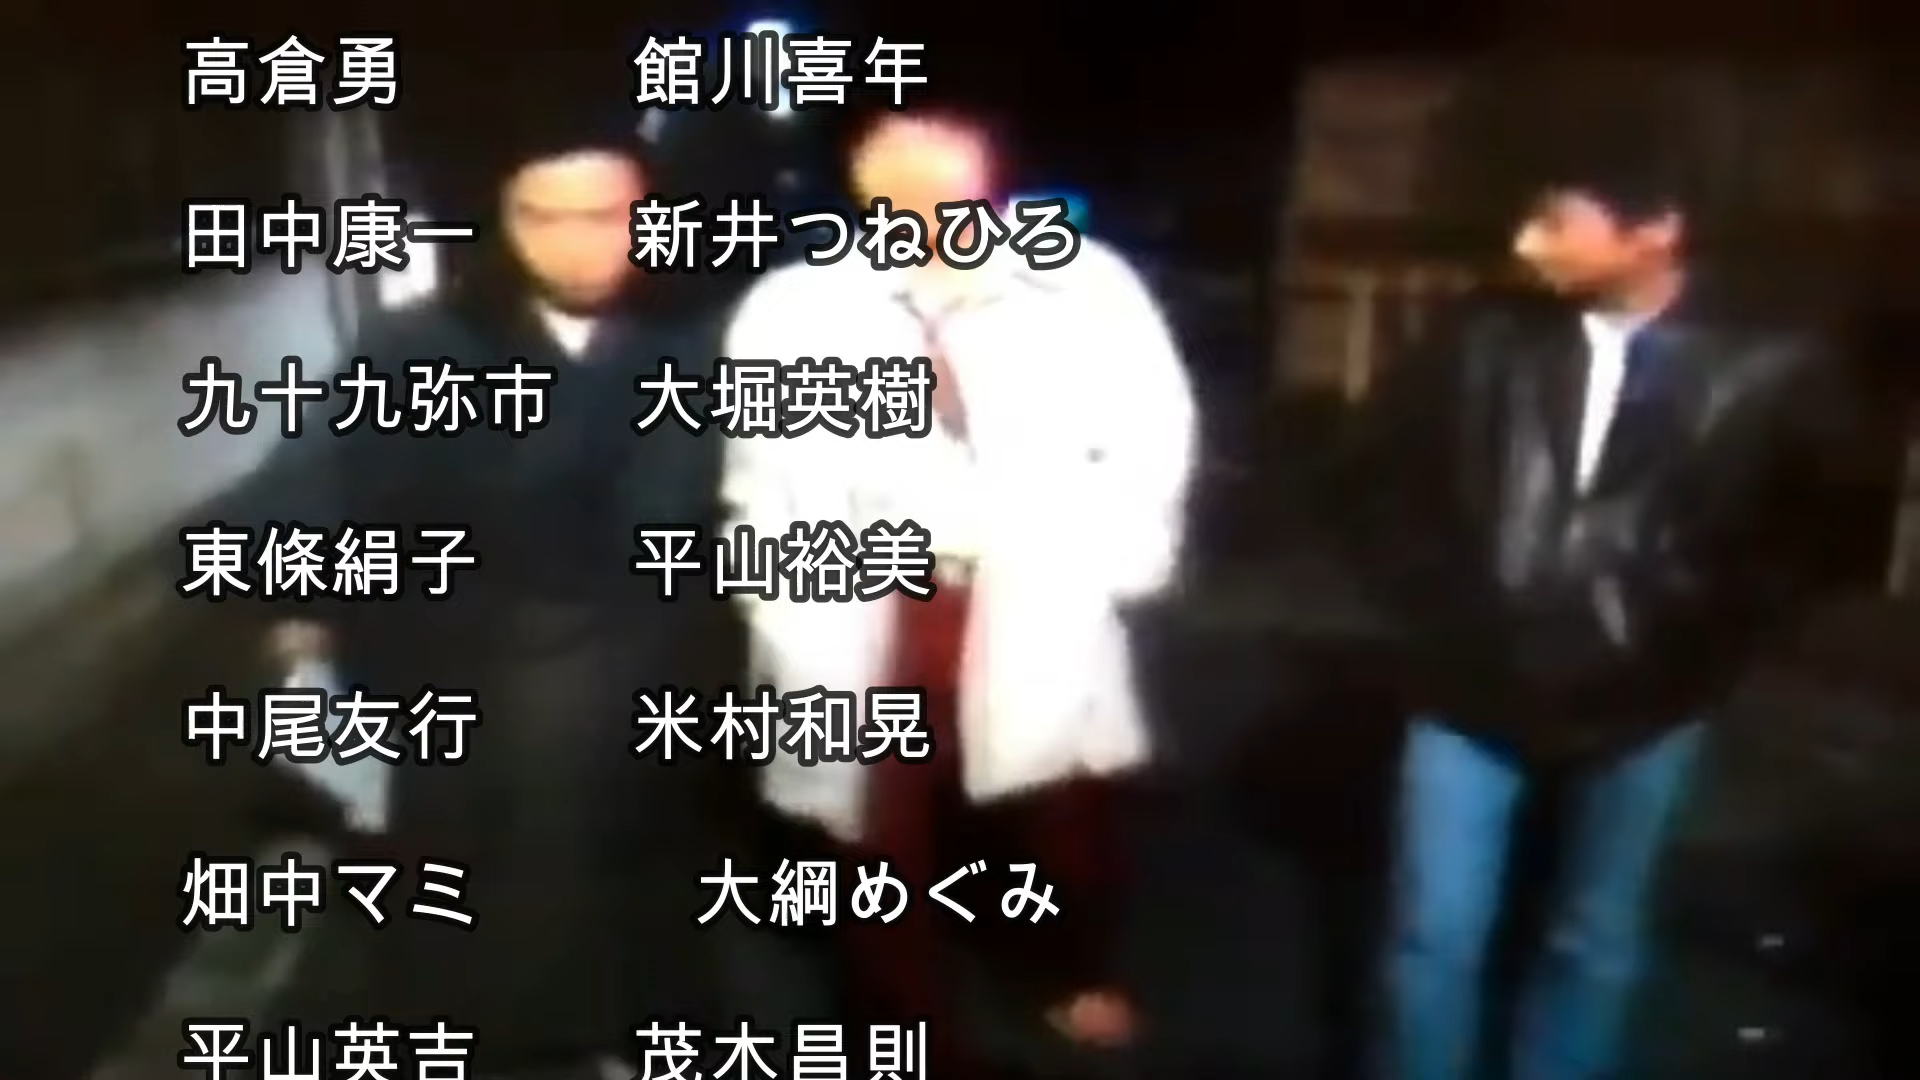 高倉勇 館川喜年
田中康一 新井つねひろ
九十九弥市 大堀英樹
東條絹子 平山裕美
中尾友行 米村和晃
畑中マミ 大綱めぐみ
平山英吉 茂木昌則